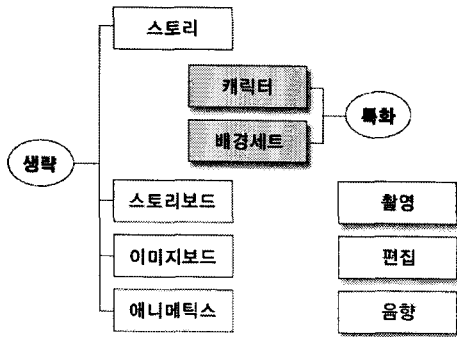 스토리
캐릭터
특화
배경세트
생략
스토리보드
촬영
이미지보드
편집
애니메틱스
음향